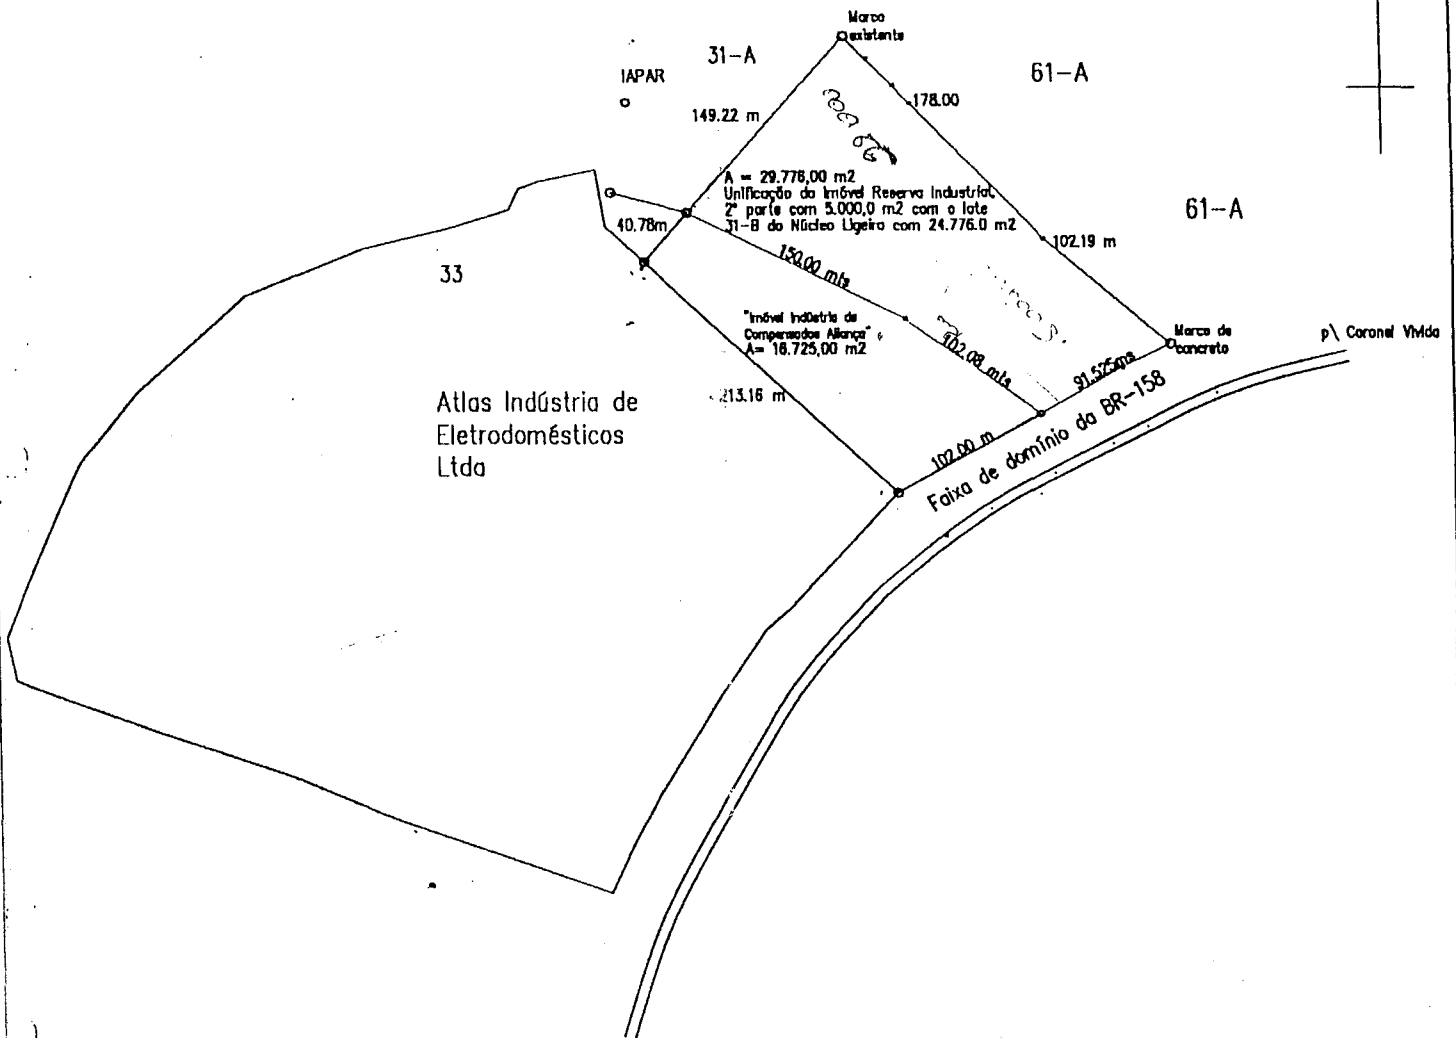 Marco
existente
31-A
61-A
IAPAR
178.00
149.22 m
A = 29.776,00 m2
Unificação do Imóvel Reserva Industrial,
2ª parte com 5.000,0 m2 com o lote
31-B do Núcleo Ligeiro com 24.776.0 m2
61-A
40.78m
102.19 m
33
150,00 mts
"Imóvel Indústria de
Compensados Aliança"
A= 16.725,00 m2
Marco de
concreto
p\ Coronel Vivida
102,08 mts
91.525ms
213.16 m
Atlas Indústria de
Eletrodomésticos
Ltda
102.00 m
Faixa de domínio da BR-158